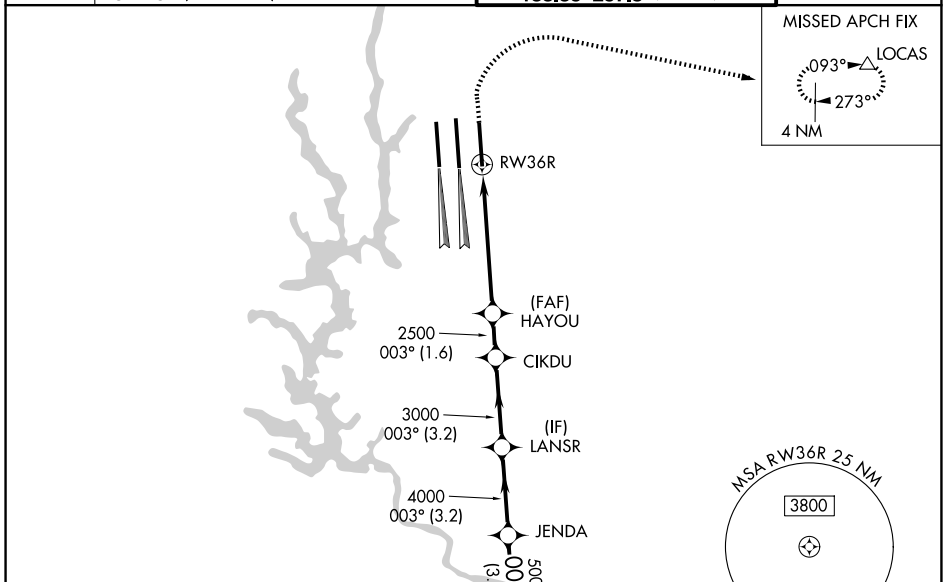 MISSED APCH FIX
LOCAS
093°
273°
4 NM
RW36R
(FAF)
HAYOU
2500
003° (1.6)
CIKDU
3000
003° (3.2)
(IF)
LANSR
4000
003° (3.2)
JENDA
MSA RW36R 25 NM
3800